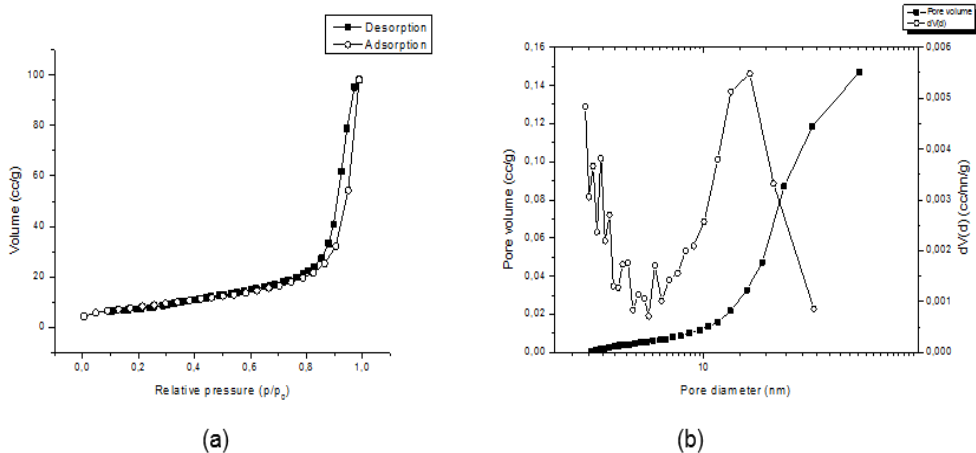 Desorption
Adsorption
100
80
60
40
20
0
Volume (cc/g)
0,0 0,2 0,4 0,6 0,8 1,0
Relative pressure (p/p0)
(a)
Pore volume
dV(d)
0,16
0,14
0,12
0,10
0,08
0,06
0,04
0,02
0,00
Pore volume (cc/g)
0,006
0,005
0,004
0,003
0,002
0,001
0,000
dV(d) (cc/nn/g)
10
Pore diameter (nm)
(b)